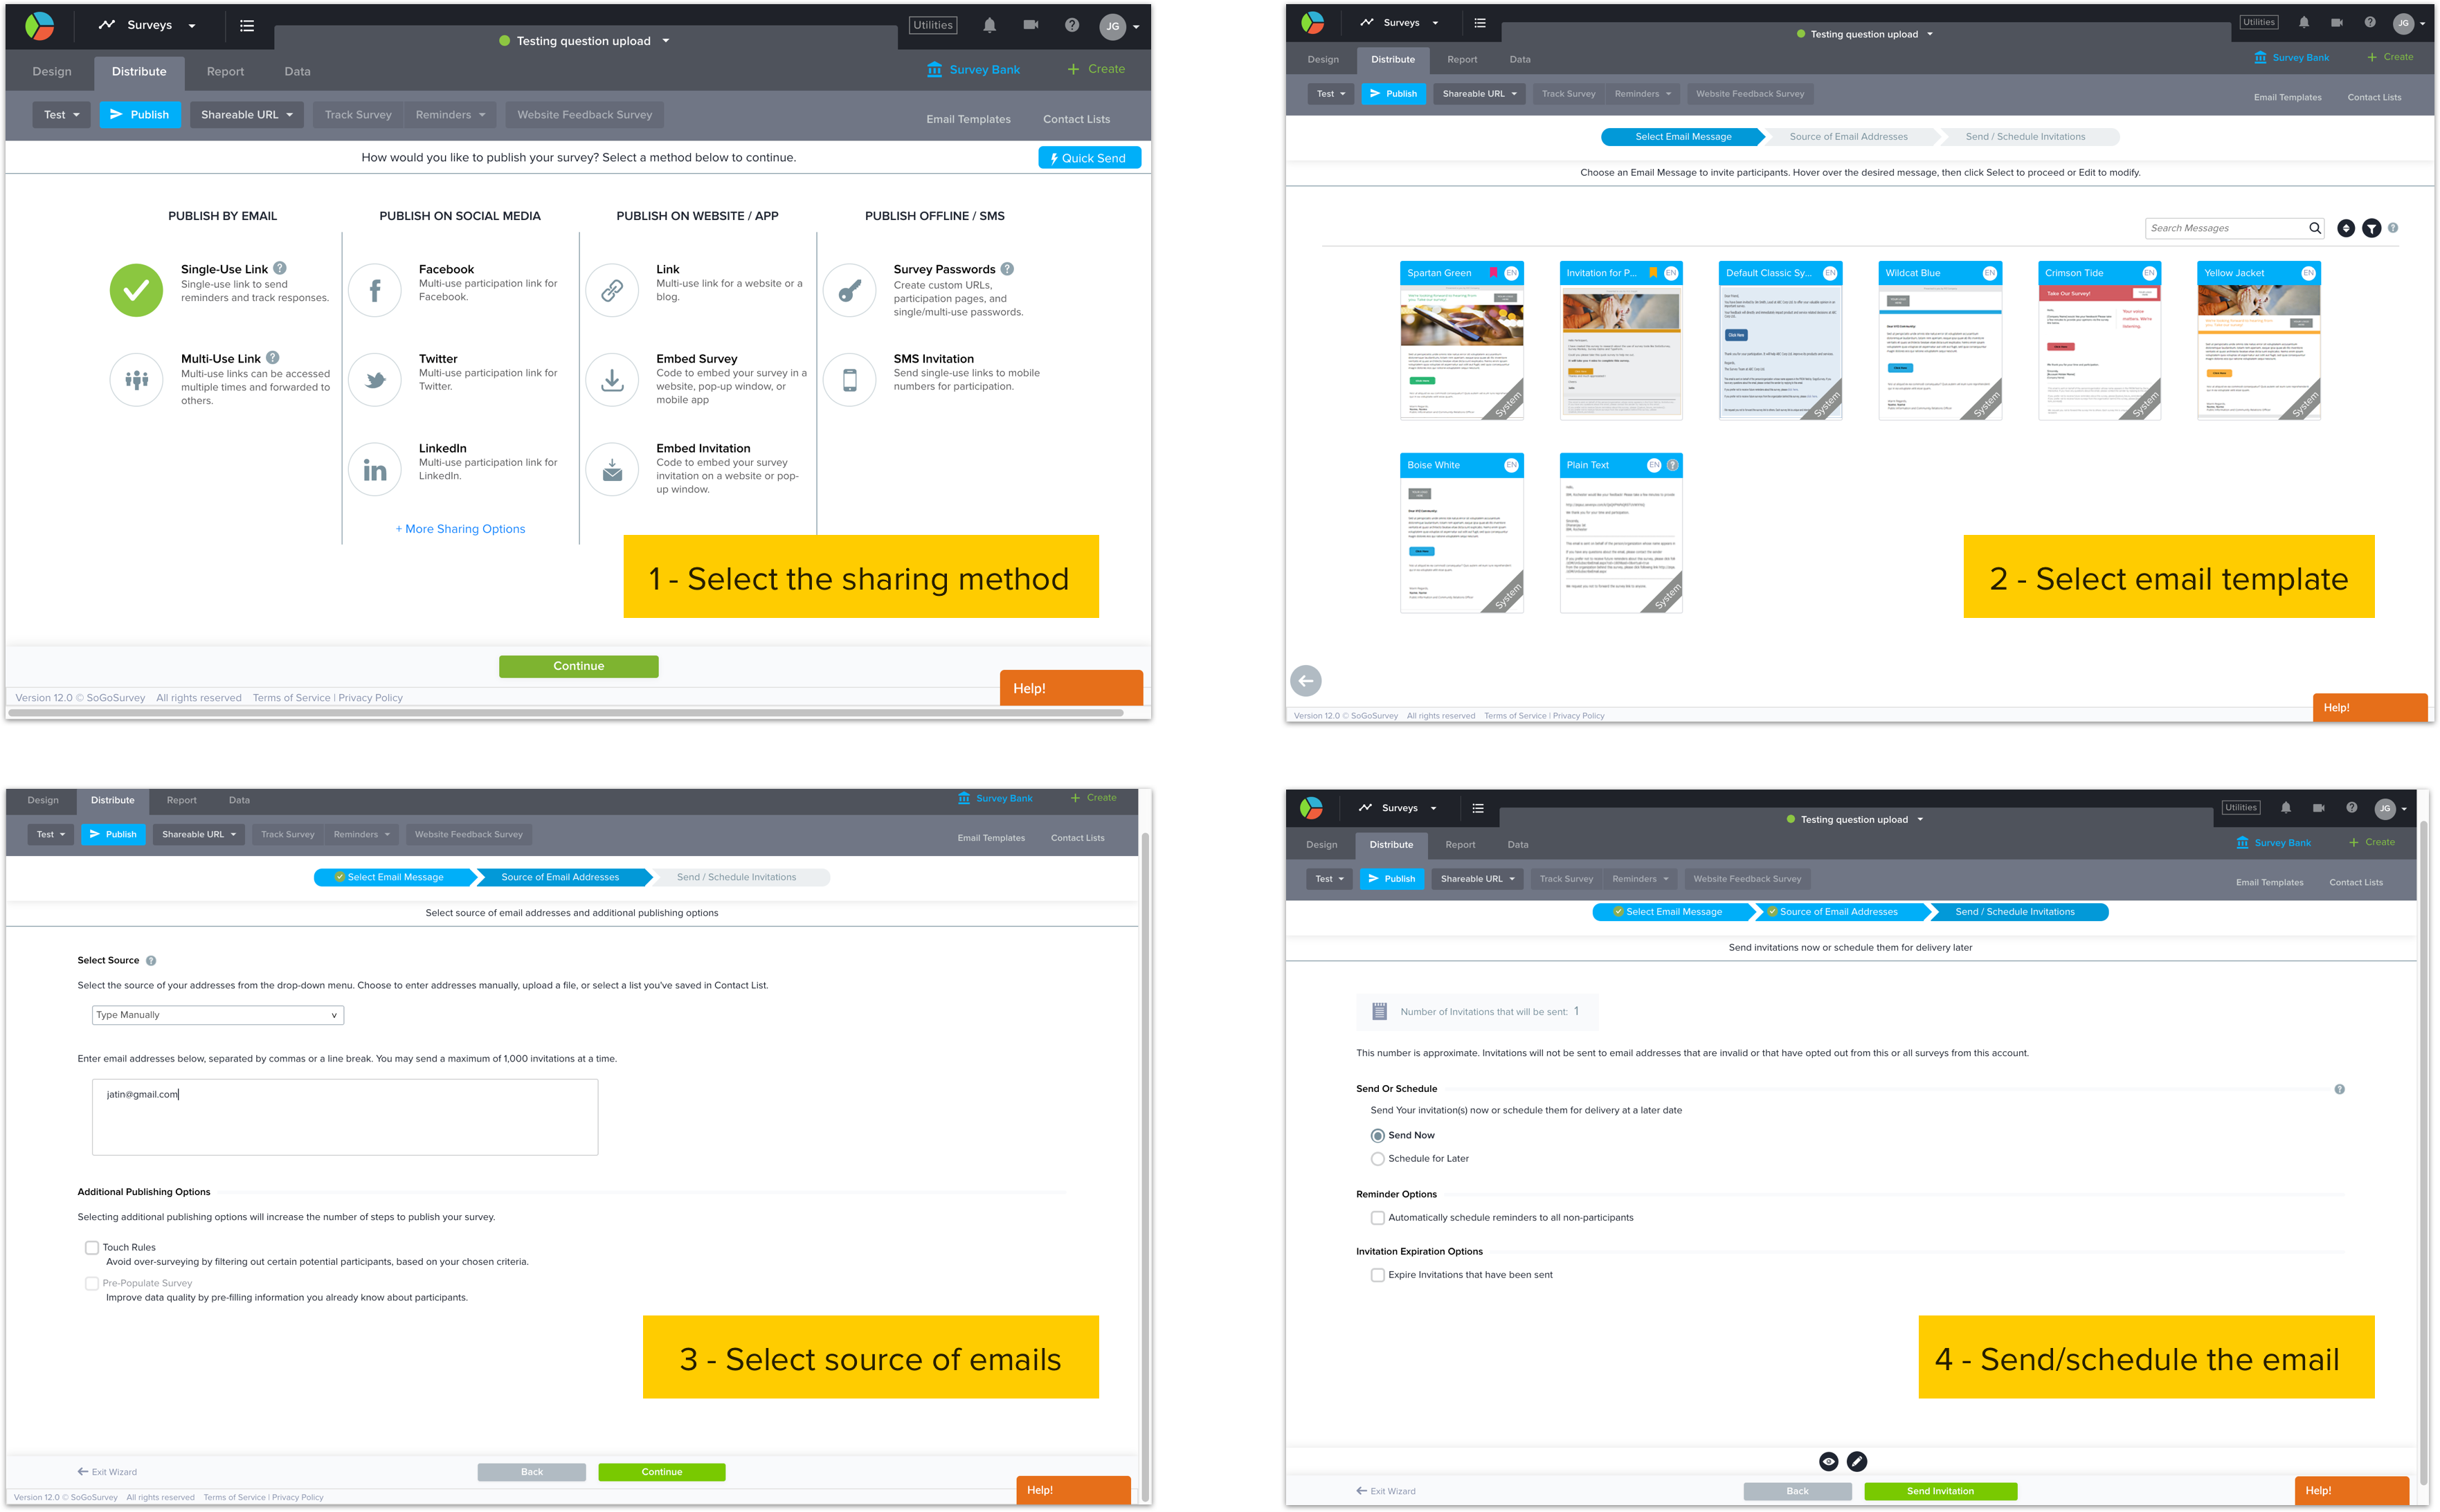 Surveys
Testing question upload
Utilities
JG
Design
Distribute
Report
Data
Survey Bank
+ Create
Test
Publish
Shareable URL
Track Survey
Reminders
Website Feedback Survey
Email Templates
Contact Lists
How would you like to publish your survey? Select a method below to continue.
Quick Send
PUBLISH BY EMAIL
Single-Use Link
Single-use link to send
reminders and track responses.
Multi-Use Link
Multi-use links can be accessed
multiple times and forwarded to
others.
PUBLISH ON SOCIAL MEDIA
Facebook
Multi-use participation link for
Facebook.
Twitter
Multi-use participation link for
Twitter.
LinkedIn
Multi-use participation link for
LinkedIn.
+ More Sharing Options
PUBLISH ON WEBSITE / APP
Link
Multi-use link for a website or a
blog.
Embed Survey
Code to embed your survey in a
website, pop-up window, or
mobile app
Embed Invitation
Code to embed your survey
invitation on a website or pop-
up window.
PUBLISH OFFLINE / SMS
Survey Passwords
Create custom URLs,
participation pages, and
single/multi-use passwords.
SMS Invitation
Send single-use links to mobile
numbers for participation.
1 - Select the sharing method
Continue
Help!
Version 12.0 © SoGoSurvey All rights reserved Terms of Service | Privacy Policy
Surveys
Testing question upload
Utilities
JG
Design
Distribute
Report
Data
Survey Bank
+ Create
Test
Publish
Shareable URL
Track Survey
Reminders
Website Feedback Survey
Email Templates
Contact Lists
Select Email Message
Source of Email Addresses
Send / Schedule Invitations
Choose an Email Message to invite participants. Hover over the desired message, then click Select to proceed or Edit to modify.
Search Messages
Spartan Green
EN
System
Invitation for P...
EN
Default Classic Sy...
EN
Click Here
System
Wildcat Blue
EN
System
Crimson Tide
EN
Take Our Survey!
System
Yellow Jacket
EN
System
Boise White
EN
System
Plain Text
EN
System
2 - Select email template
Help!
Version 12.0 © SoGoSurvey All rights reserved Terms of Service | Privacy Policy
Design
Distribute
Report
Data
Survey Bank
+ Create
Test
Publish
Shareable URL
Track Survey
Reminders
Website Feedback Survey
Email Templates
Contact Lists
Select Email Message
Source of Email Addresses
Send / Schedule Invitations
Select source of email addresses and additional publishing options
Select Source
Select the source of your addresses from the drop-down menu. Choose to enter addresses manually, upload a file, or select a list you've saved in Contact List.
Type Manually
Enter email addresses below, separated by commas or a line break. You may send a maximum of 1,000 invitations at a time.
jatin@gmail.com
Additional Publishing Options
Selecting additional publishing options will increase the number of steps to publish your survey.
Touch Rules
Avoid over-surveying by filtering out certain potential participants, based on your chosen criteria.
Pre-Populate Survey
Improve data quality by pre-filling information you already know about participants.
3 - Select source of emails
Exit Wizard
Back
Continue
Help!
Version 12.0 © SoGoSurvey All rights reserved Terms of Service | Privacy Policy
Surveys
Testing question upload
Utilities
JG
Design
Distribute
Report
Data
Survey Bank
+ Create
Test
Publish
Shareable URL
Track Survey
Reminders
Website Feedback Survey
Email Templates
Contact Lists
Select Email Message
Source of Email Addresses
Send / Schedule Invitations
Send invitations now or schedule them for delivery later
Number of Invitations that will be sent: 1
This number is approximate. Invitations will not be sent to email addresses that are invalid or that have opted out from this or all surveys from this account.
Send Or Schedule
Send Your invitation(s) now or schedule them for delivery at a later date
Send Now
Schedule for Later
Reminder Options
Automatically schedule reminders to all non-participants
Invitation Expiration Options
Expire Invitations that have been sent
4 - Send/schedule the email
Exit Wizard
Back
Send Invitation
Help!